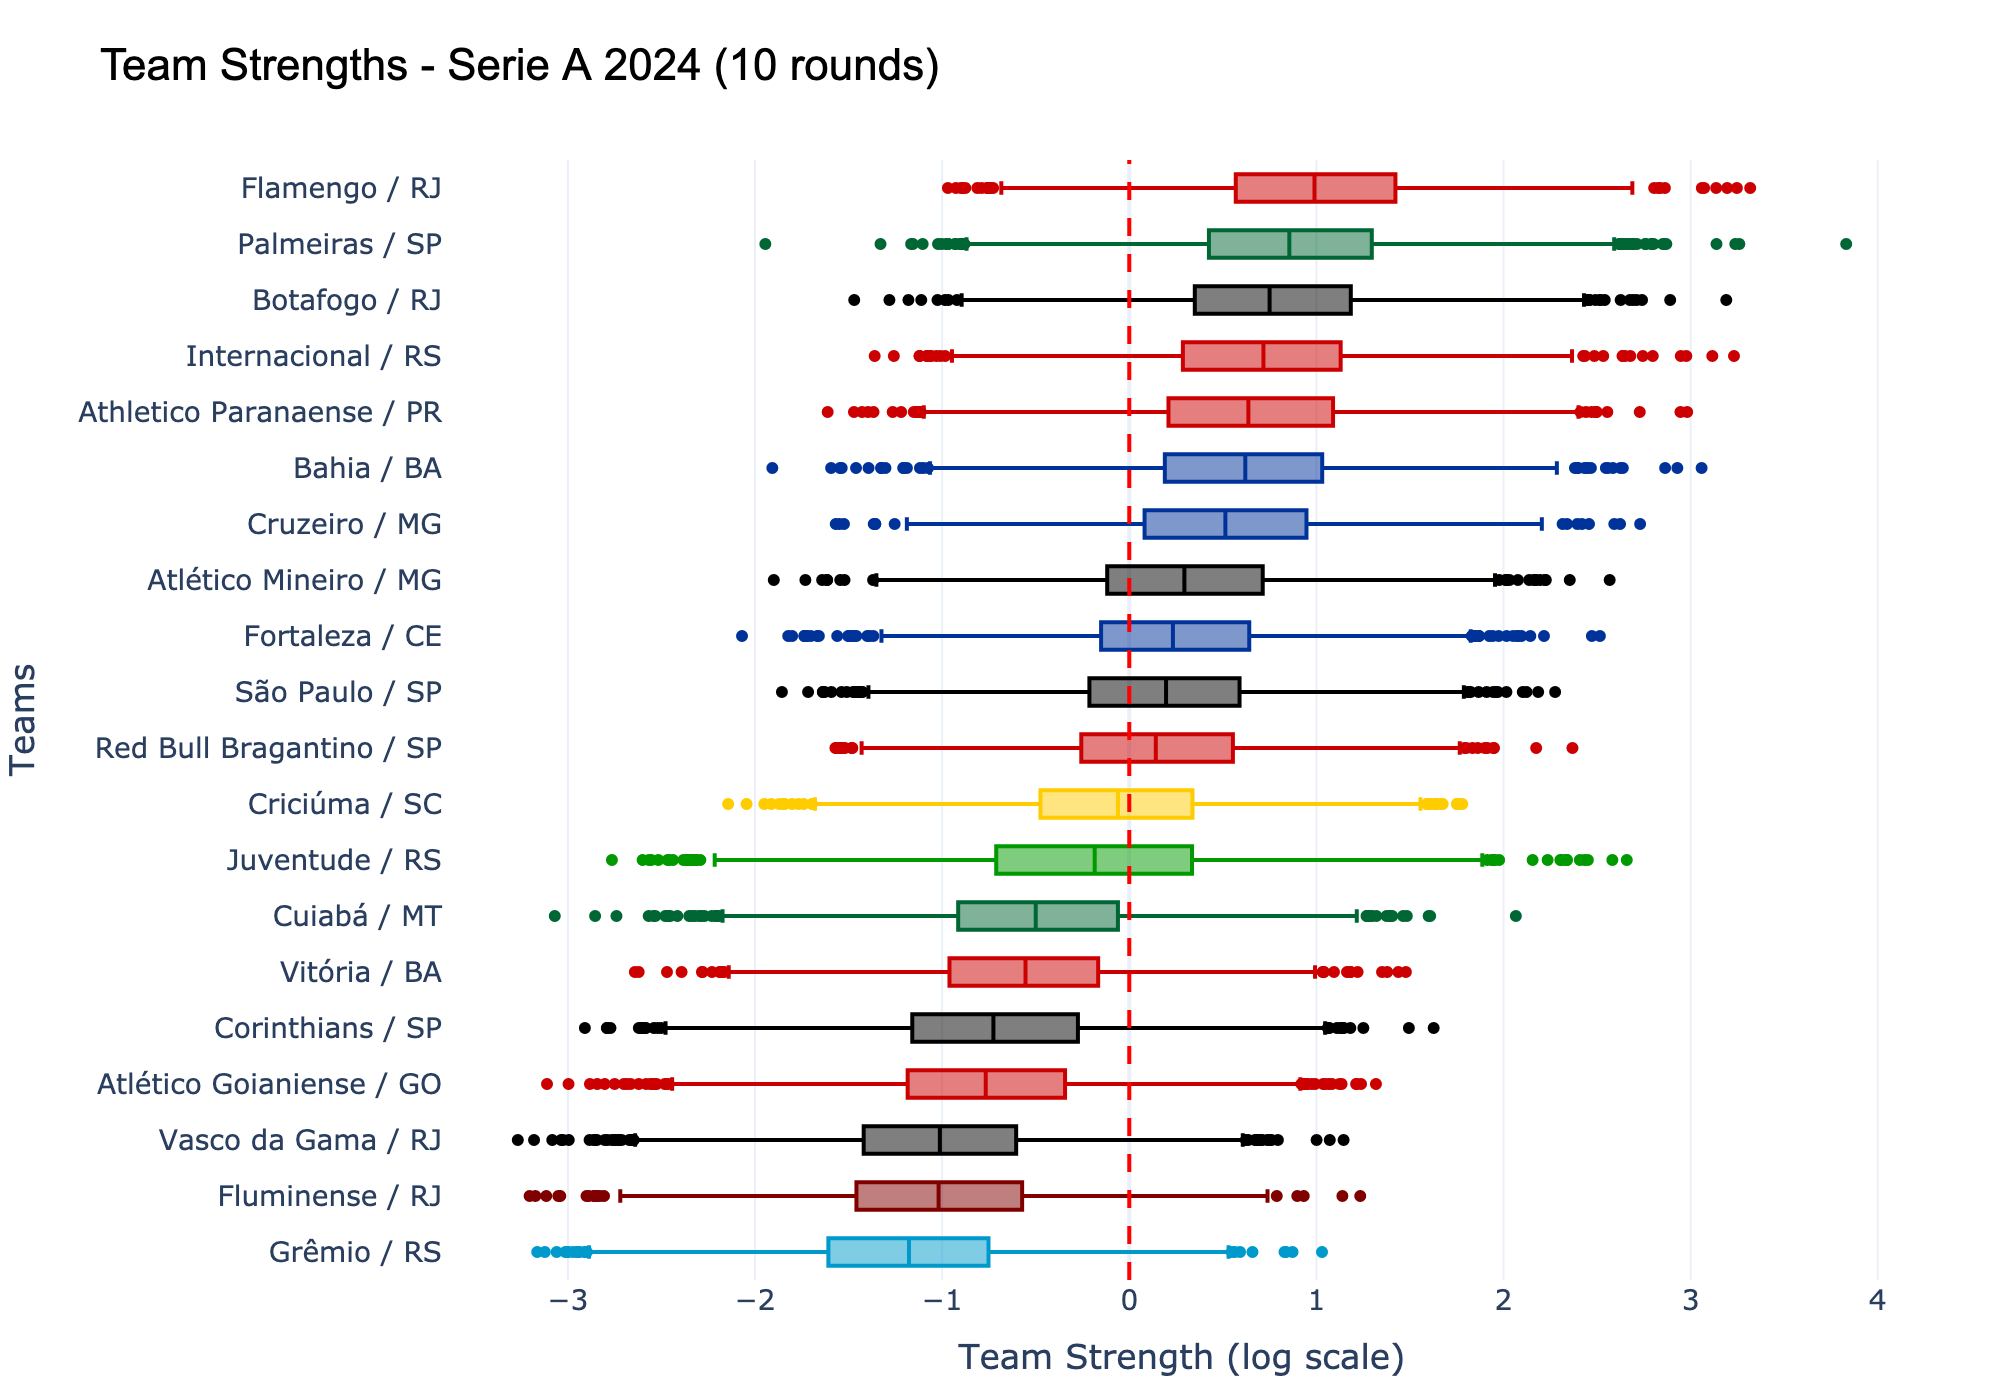 Team Strengths - Serie A 2024 (10 rounds)
Flamengo / RJ
Palmeiras / SP
Botafogo / RJ
Internacional / RS
Athletico Paranaense / PR
Bahia / BA
Cruzeiro / MG
Atlético Mineiro / MG
Fortaleza / CE
São Paulo / SP
Red Bull Bragantino / SP
Criciúma / SC
Juventude / RS
Cuiabá / MT
Vitória / BA
Corinthians / SP
Atlético Goianiense / GO
Vasco da Gama / RJ
Fluminense / RJ
Grêmio / RS
Teams
−3 −2 −1 0 1 2 3 4
Team Strength (log scale)